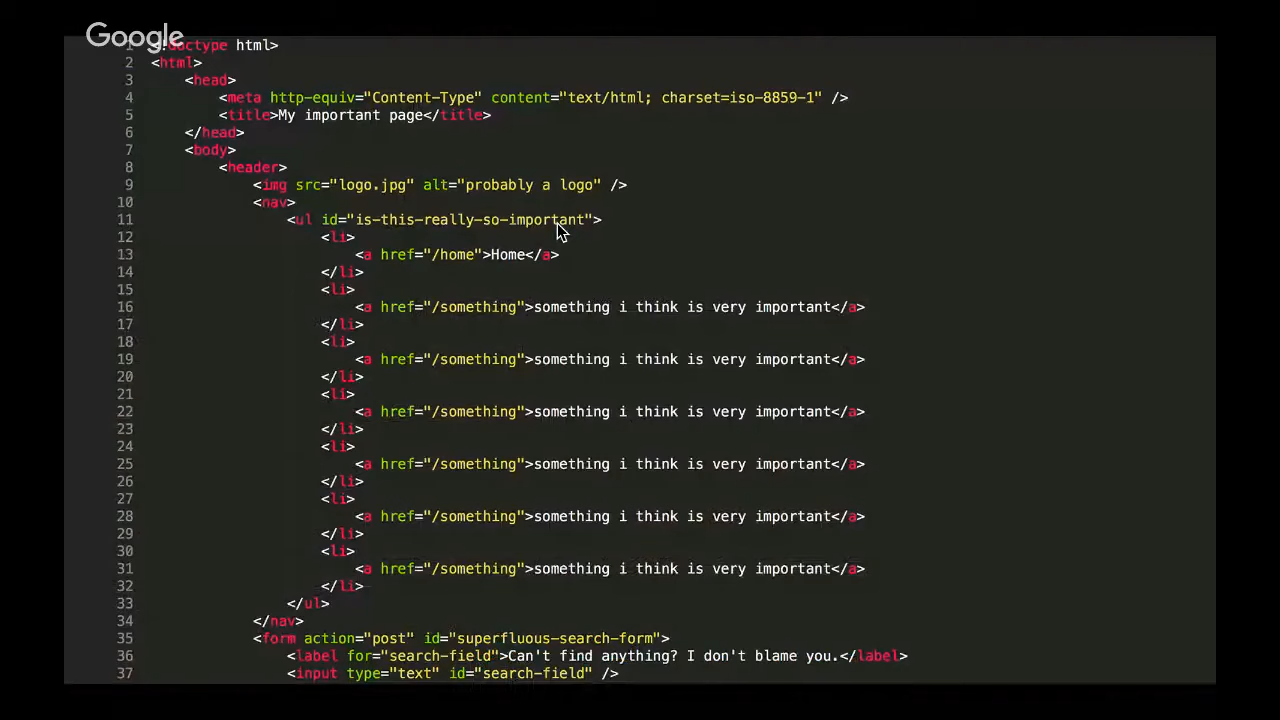 Google
1 <!doctype html>
2 <html>
3 <head>
4 <meta http-equiv="Content-Type" content="text/html; charset=iso-8859-1" />
5 <title>My important page</title>
6 </head>
7 <body>
8 <header>
9 <img src="logo.jpg" alt="probably a logo" />
10 <nav>
11 <ul id="is-this-really-so-important">
12 <li>
13 <a href="/home">Home</a>
14 </li>
15 <li>
16 <a href="/something">something i think is very important</a>
17 </li>
18 <li>
19 <a href="/something">something i think is very important</a>
20 </li>
21 <li>
22 <a href="/something">something i think is very important</a>
23 </li>
24 <li>
25 <a href="/something">something i think is very important</a>
26 </li>
27 <li>
28 <a href="/something">something i think is very important</a>
29 </li>
30 <li>
31 <a href="/something">something i think is very important</a>
32 </li>
33 </ul>
34 </nav>
35 <form action="post" id="superfluous-search-form">
36 <label for="search-field">Can't find anything? I don't blame you.</label>
37 <input type="text" id="search-field" />